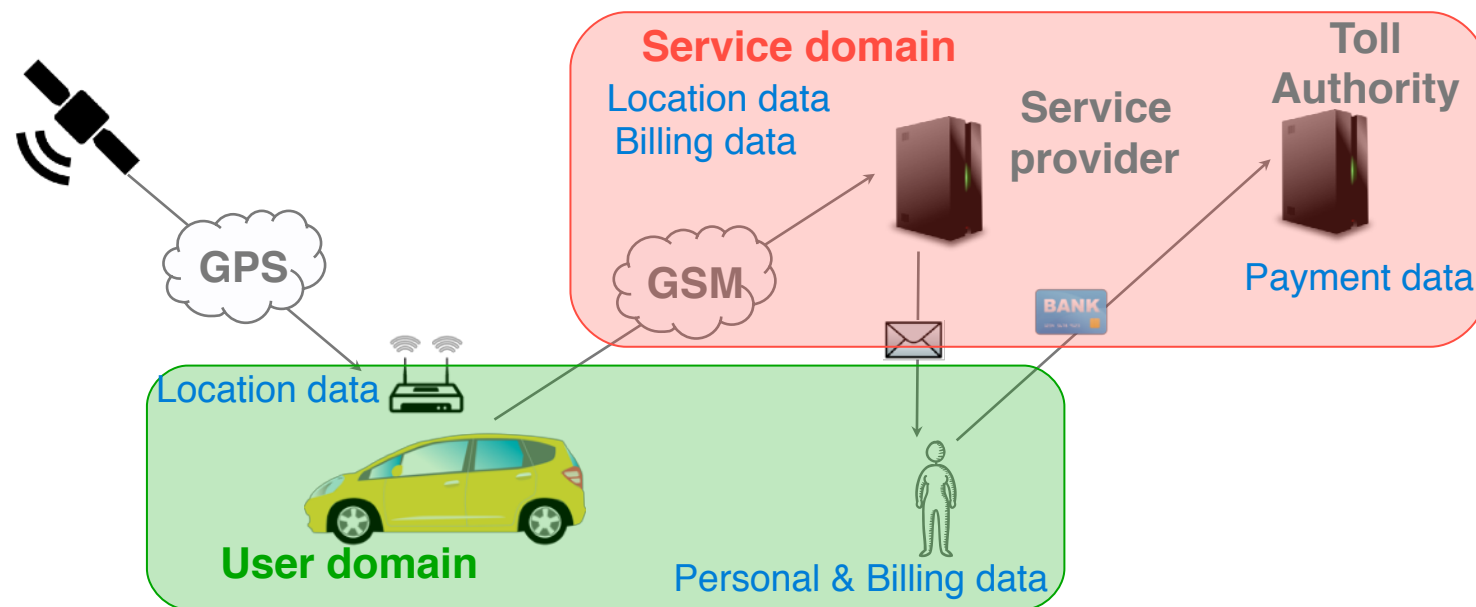 Service domain
Toll
Authority
Location data
Billing data
Service
provider
GPS
GSM
Payment data
BANK
Location data
User domain
Personal & Billing data